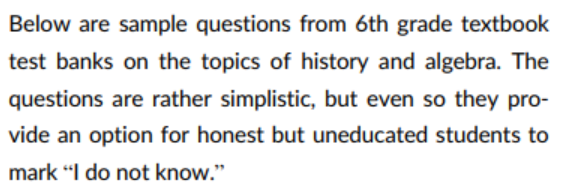 Below are sample questions from 6th grade textbook
test banks on the topics of history and algebra. The
questions are rather simplistic, but even so they pro-
vide an option for honest but uneducated students to
mark “I do not know.”